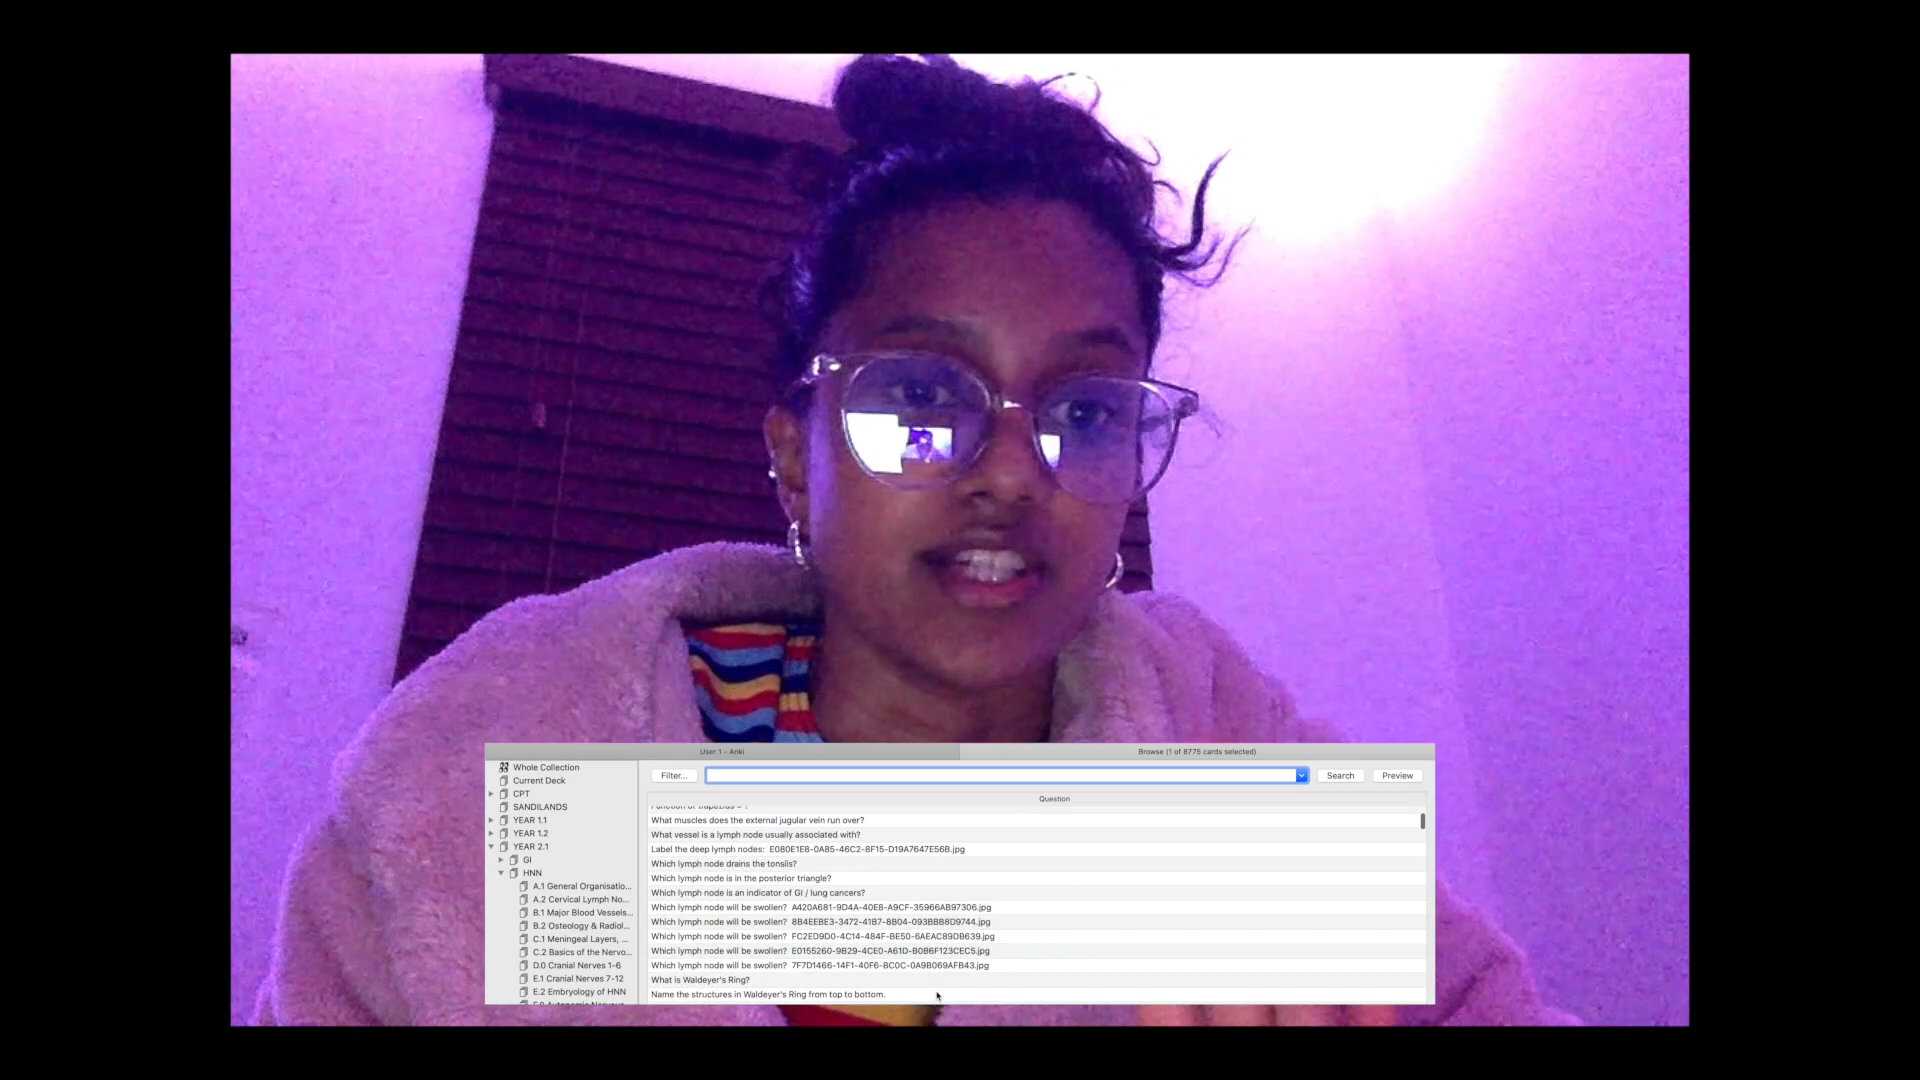 User 1 - Anki
Browse (1 of 8775 cards selected)
Whole Collection
Current Deck
CPT
SANDILANDS
YEAR 1.1
YEAR 1.2
YEAR 2.1
GI
HNN
A.1 General Organisatio...
A.2 Cervical Lymph No...
B.1 Major Blood Vessels...
B.2 Osteology & Radiol...
C.1 Meningeal Layers, ...
C.2 Basics of the Nervo...
D.0 Cranial Nerves 1-6
E.1 Cranial Nerves 7-12
E.2 Embryology of HNN
Filter...
Search
Preview
Question
What muscles does the external jugular vein run over?
What vessel is a lymph node usually associated with?
Label the deep lymph nodes: E080E1E8-0A85-46C2-8F15-D19A7647E56B.jpg
Which lymph node drains the tonsils?
Which lymph node is in the posterior triangle?
Which lymph node is an indicator of GI / lung cancers?
Which lymph node will be swollen? A420A681-9D4A-40E8-A9CF-35966AB97306.jpg
Which lymph node will be swollen? 8B4EEBE3-3472-41B7-8B04-093BBB8D9744.jpg
Which lymph node will be swollen? FC2ED9D0-4C14-484F-BE50-6AEAC89DB639.jpg
Which lymph node will be swollen? E0155260-9B29-4CE0-A61D-B0B6F123CEC5.jpg
Which lymph node will be swollen? 7F7D1466-14F1-40F6-BC0C-0A9B069AFB43.jpg
What is Waldeyer's Ring?
Name the structures in Waldeyer's Ring from top to bottom.